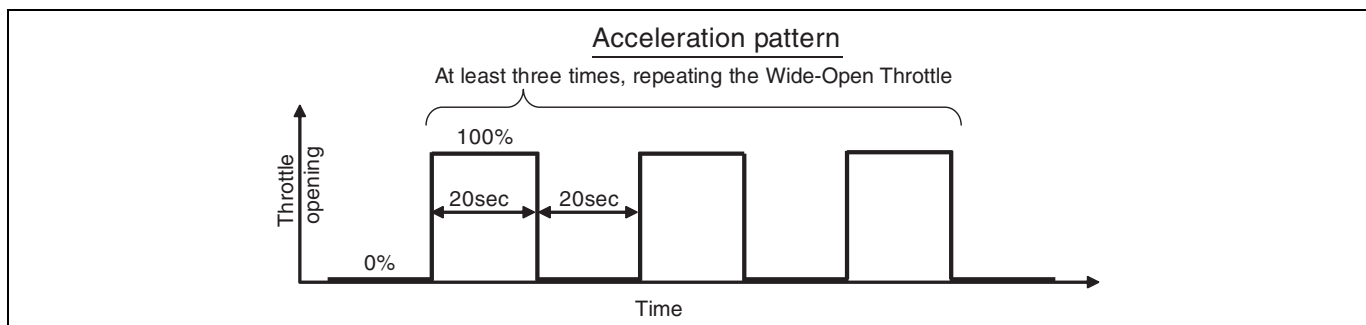 Acceleration pattern
At least three times, repeating the Wide-Open Throttle
Throttle
opening
100%
20sec
20sec
0%
Time